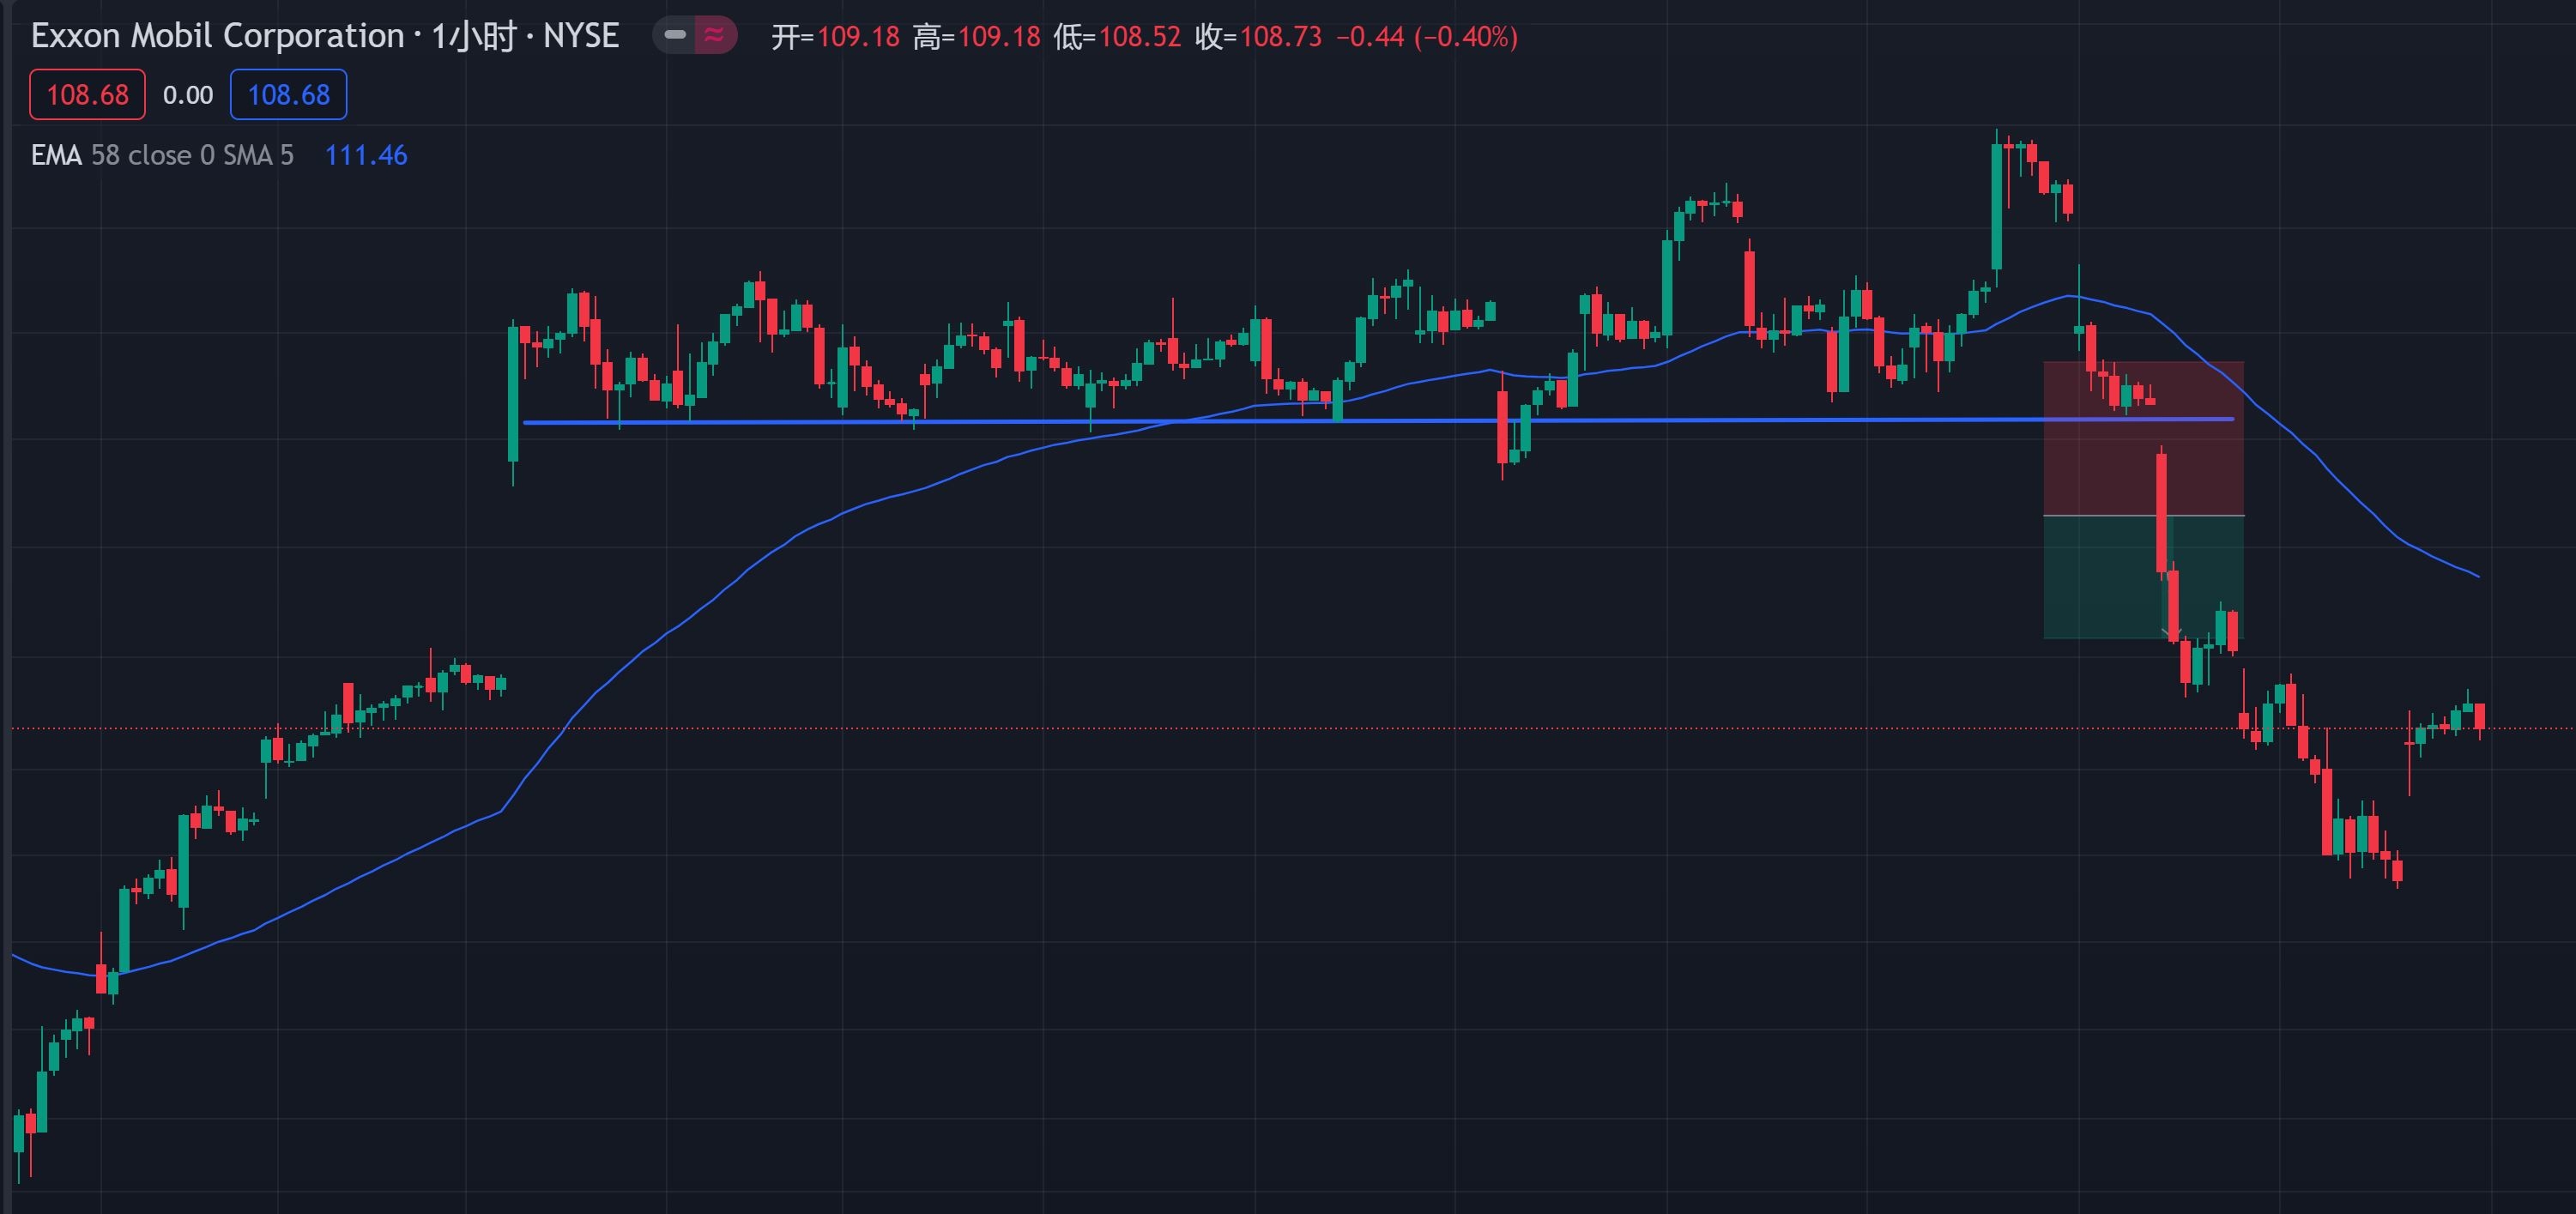 Exxon Mobil Corporation · 1小时 · NYSE 开=109.18 高=109.18 低=108.52 收=108.73 −0.44 (−0.40%)
108.68 0.00 108.68
EMA 58 close 0 SMA 5 111.46